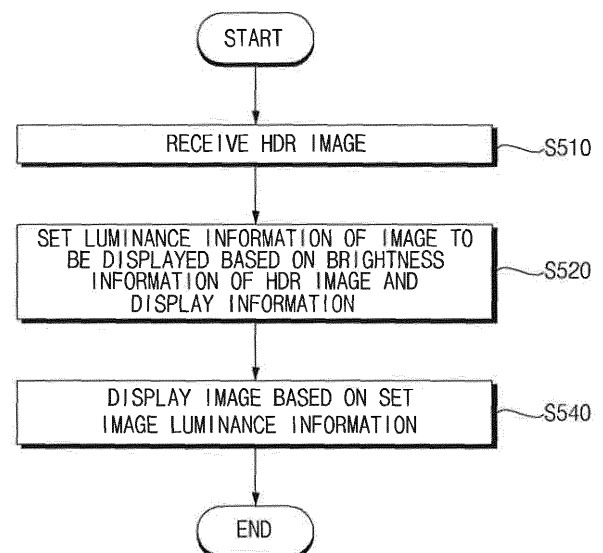 START
RECEIVE HDR IMAGE
S510
SET LUMINANCE INFORMATION OF IMAGE TO
BE DISPLAYED BASED ON BRIGHTNESS
INFORMATION OF HDR IMAGE AND
DISPLAY INFORMATION
S520
DISPLAY IMAGE BASED ON SET
IMAGE LUMINANCE INFORMATION
S540
END